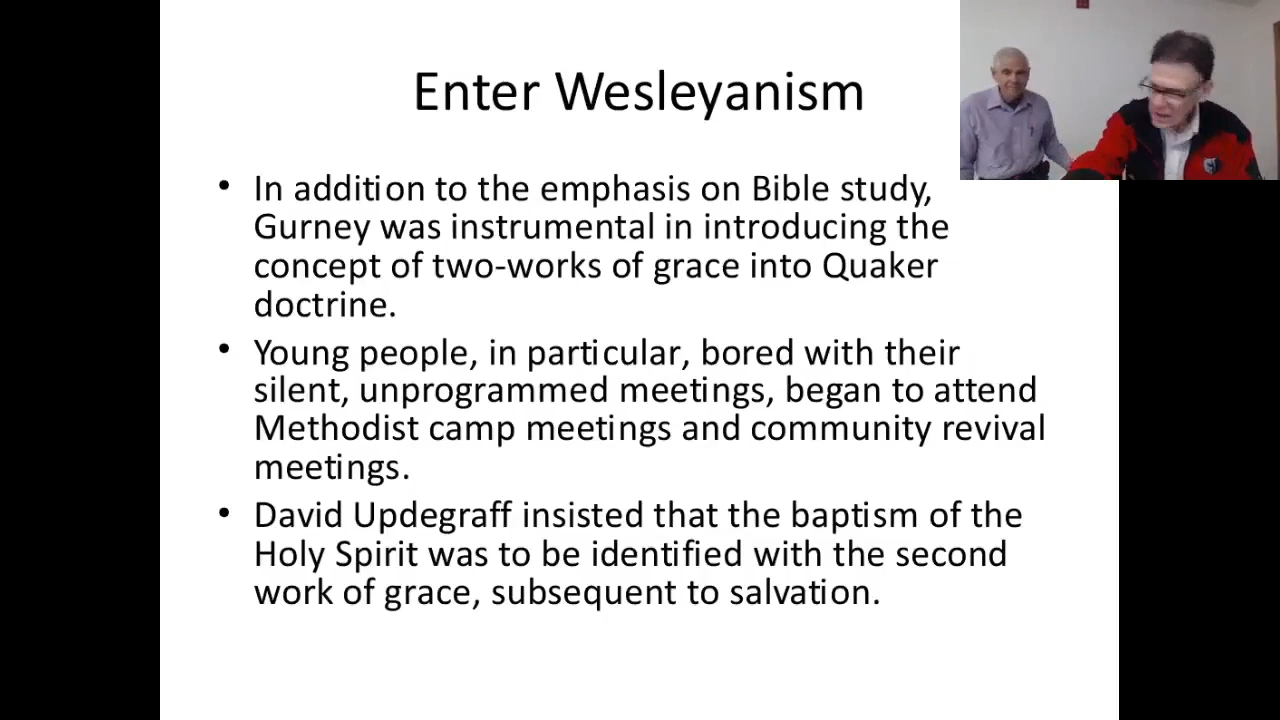 Enter Wesleyanism
• In addition to the emphasis on Bible study,
Gurney was instrumental in introducing the
concept of two-works of grace into Quaker
doctrine.
• Young people, in particular, bored with their
silent, unprogrammed meetings, began to attend
Methodist camp meetings and community revival
meetings.
• David Updegraff insisted that the baptism of the
Holy Spirit was to be identified with the second
work of grace, subsequent to salvation.